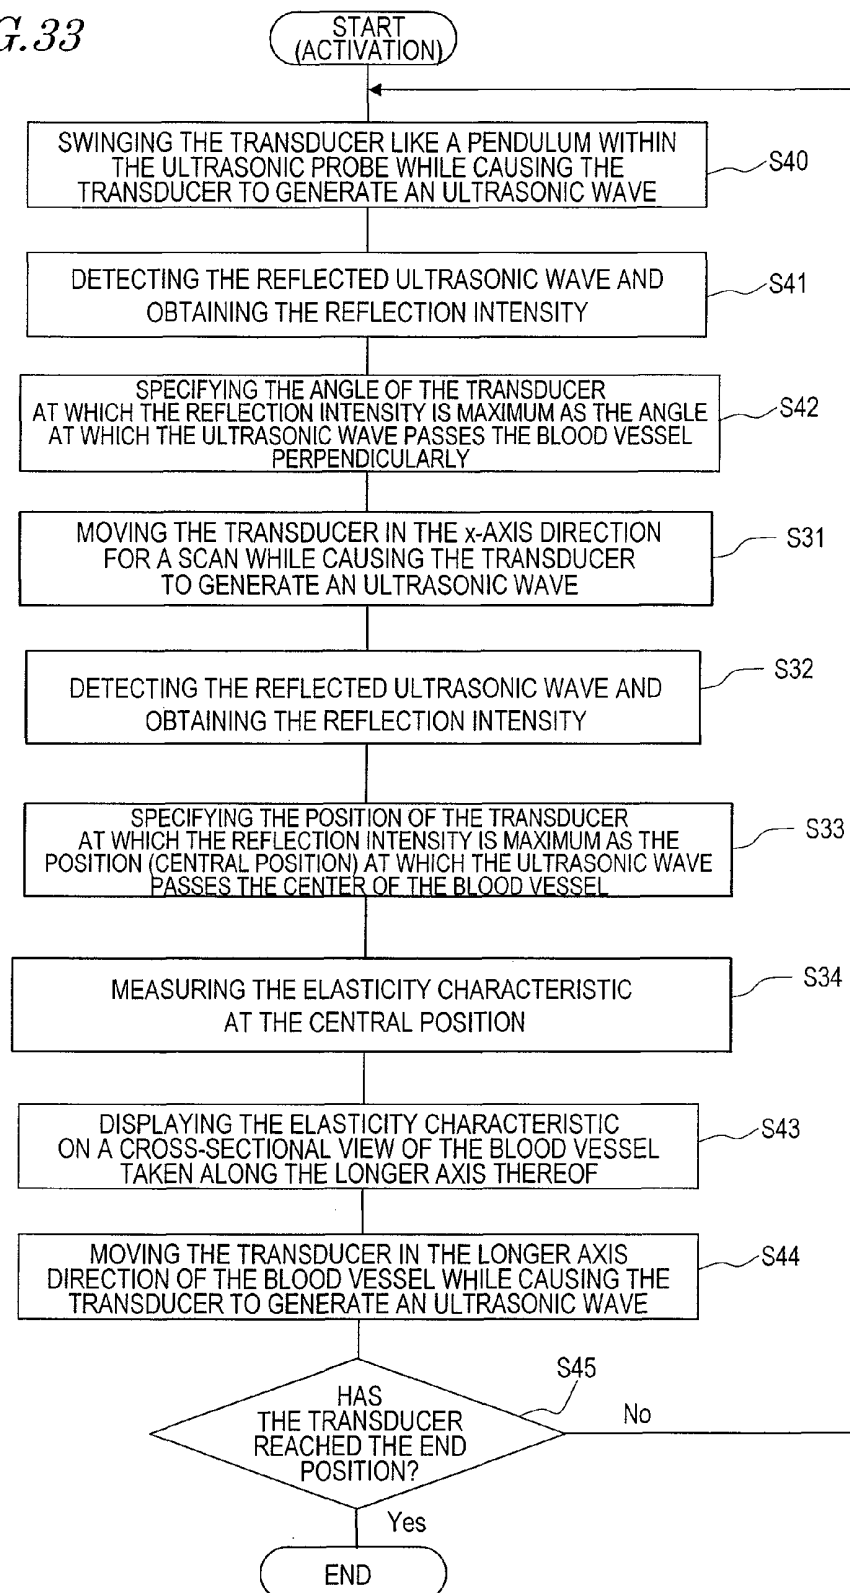 G.33
START
(ACTIVATION)
SWINGING THE TRANSDUCER LIKE A PENDULUM WITHIN
THE ULTRASONIC PROBE WHILE CAUSING THE
TRANSDUCER TO GENERATE AN ULTRASONIC WAVE
S40
DETECTING THE REFLECTED ULTRASONIC WAVE AND
OBTAINING THE REFLECTION INTENSITY
S41
SPECIFYING THE ANGLE OF THE TRANSDUCER
AT WHICH THE REFLECTION INTENSITY IS MAXIMUM AS THE ANGLE
AT WHICH THE ULTRASONIC WAVE PASSES THE BLOOD VESSEL
PERPENDICULARLY
S42
MOVING THE TRANSDUCER IN THE x-AXIS DIRECTION
FOR A SCAN WHILE CAUSING THE TRANSDUCER
TO GENERATE AN ULTRASONIC WAVE
S31
DETECTING THE REFLECTED ULTRASONIC WAVE AND
OBTAINING THE REFLECTION INTENSITY
S32
SPECIFYING THE POSITION OF THE TRANSDUCER
AT WHICH THE REFLECTION INTENSITY IS MAXIMUM AS THE
POSITION (CENTRAL POSITION) AT WHICH THE ULTRASONIC WAVE
PASSES THE CENTER OF THE BLOOD VESSEL
S33
MEASURING THE ELASTICITY CHARACTERISTIC
AT THE CENTRAL POSITION
S34
DISPLAYING THE ELASTICITY CHARACTERISTIC
ON A CROSS-SECTIONAL VIEW OF THE BLOOD VESSEL
TAKEN ALONG THE LONGER AXIS THEREOF
S43
MOVING THE TRANSDUCER IN THE LONGER AXIS
DIRECTION OF THE BLOOD VESSEL WHILE CAUSING THE
TRANSDUCER TO GENERATE AN ULTRASONIC WAVE
S44
HAS
THE TRANSDUCER
REACHED THE END
POSITION?
S45
No
Yes
END